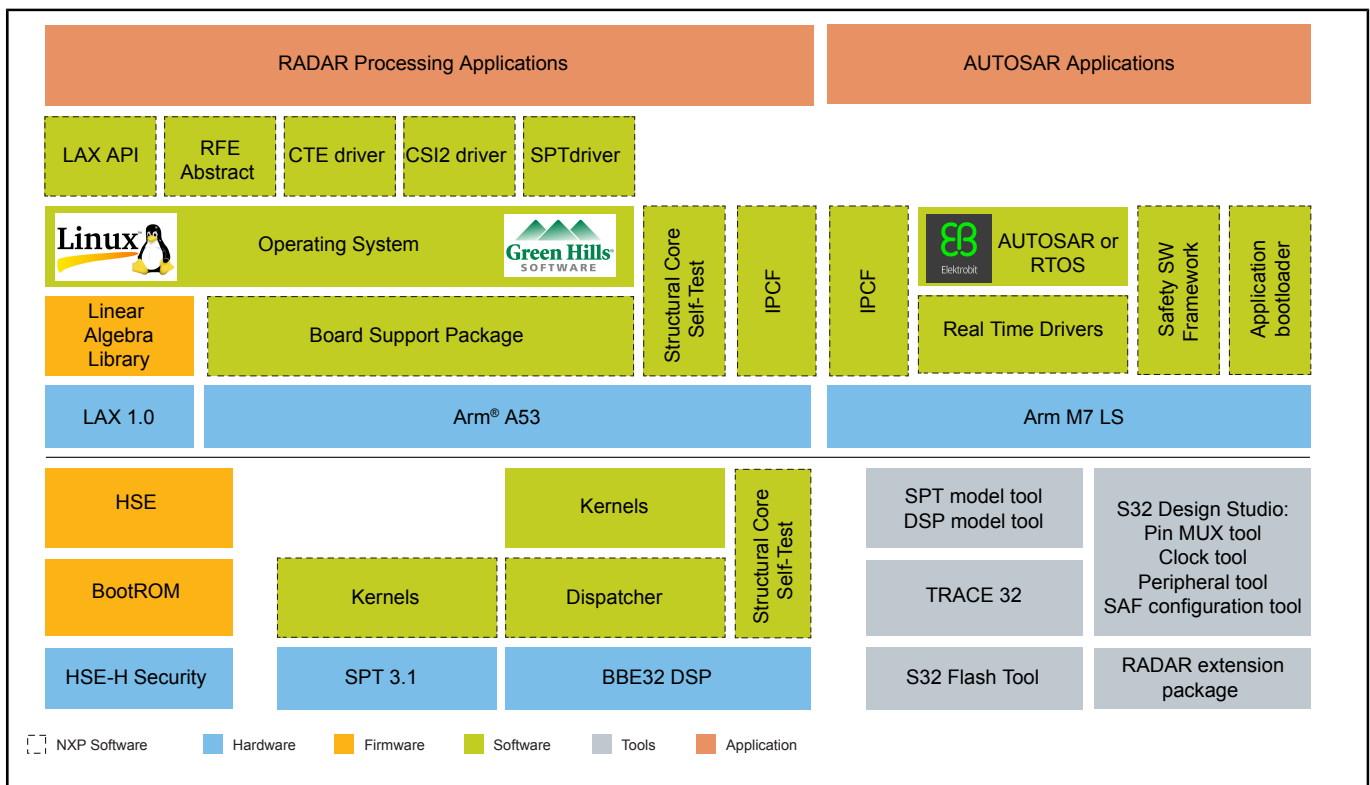 RADAR Processing Applications
AUTOSAR Applications
LAX API
RFE
Abstract
CTE driver
CSI2 driver
SPTdriver
Linux™
Operating System
Green Hills®
SOFTWARE
Structural Core
Self-Test
IPCF
IPCF
EB
Elektrobit
AUTOSAR or
RTOS
Safety SW
Framework
Application
bootloader
Linear
Algebra
Library
Board Support Package
Real Time Drivers
LAX 1.0
Arm® A53
Arm M7 LS
HSE
Kernels
Structural Core
Self-Test
SPT model tool
DSP model tool
S32 Design Studio:
Pin MUX tool
Clock tool
Peripheral tool
SAF configuration tool
BootROM
Kernels
Dispatcher
TRACE 32
HSE-H Security
SPT 3.1
BBE32 DSP
S32 Flash Tool
RADAR extension
package
NXP Software
Hardware
Firmware
Software
Tools
Application